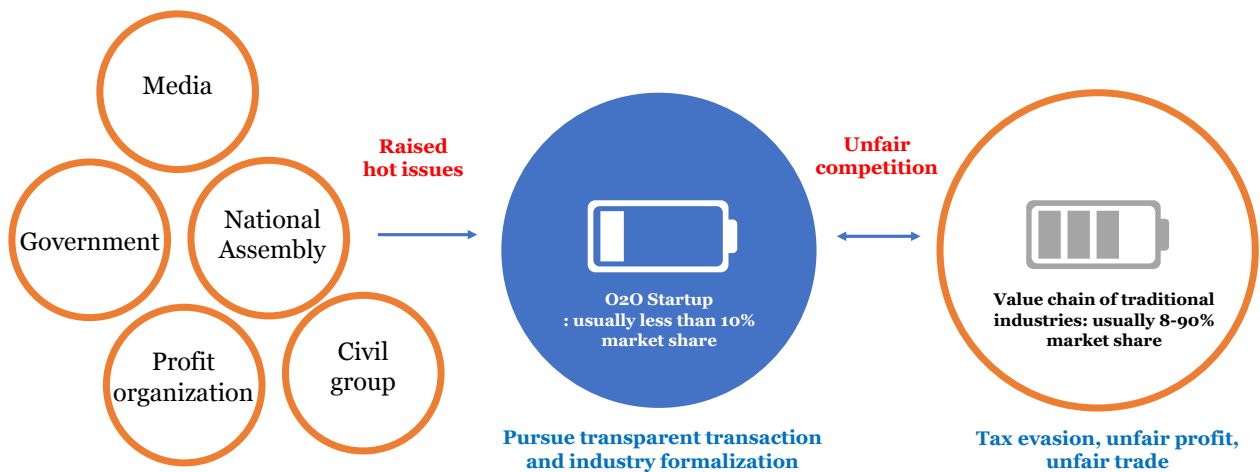 Media
Government
National
Assembly
Profit
organization
Civil
group
Raised
hot issues
O2O Startup
: usually less than 10%
market share
Pursue transparent transaction
and industry formalization
Unfair
competition
Value chain of traditional
industries: usually 8-90%
market share
Tax evasion, unfair profit,
unfair trade